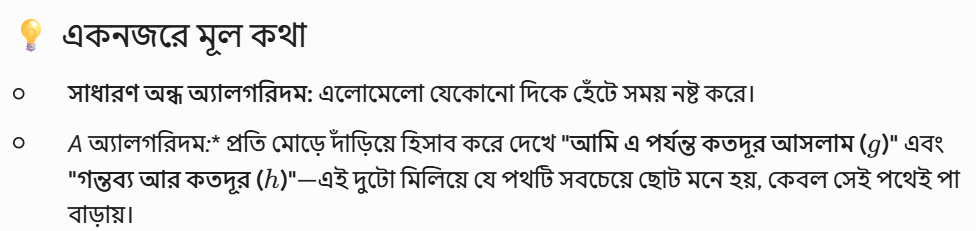 💡 একনজরে মূল কথা
○ সাধারণ অন্ধ অ্যালগরিদম: এলোমেলো যেকোনো দিকে হেঁটে সময় নষ্ট করে।
○ A অ্যালগরিদম:* প্রতি মোড়ে দাঁড়িয়ে হিসাব করে দেখে "আমি এ পর্যন্ত কতদূর আসলাম (g)" এবং
"গন্তব্য আর কতদূর (h)"—এই দুটো মিলিয়ে যে পথটি সবচেয়ে ছোট মনে হয়, কেবল সেই পথেই পা
বাড়ায়।